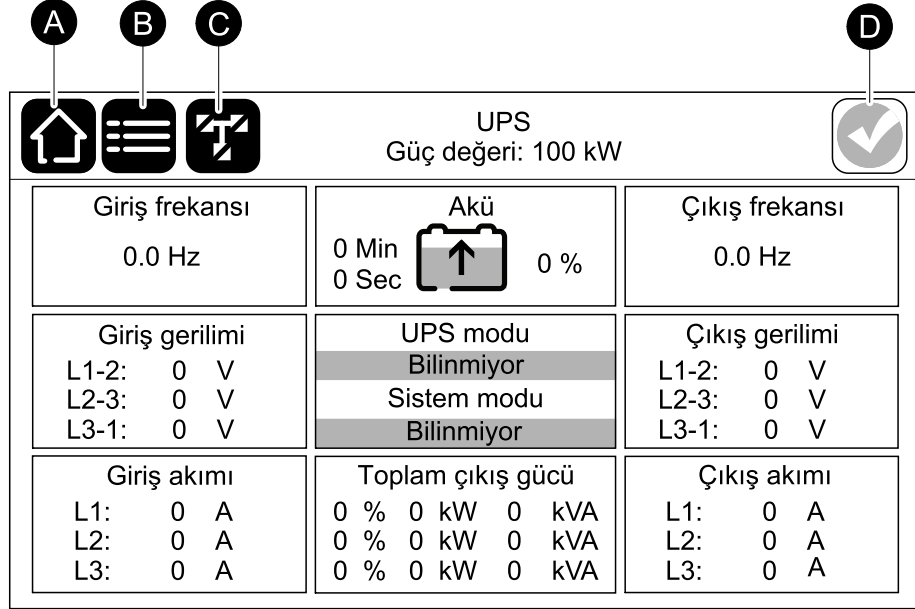 A B C D
UPS
Güç değeri: 100 kW
Giriş frekansı
0.0 Hz
Akü
0 Min
0 Sec
0 %
Çıkış frekansı
0.0 Hz
Giriş gerilimi
L1-2: 0 V
L2-3: 0 V
L3-1: 0 V
UPS modu
Bilinmiyor
Sistem modu
Bilinmiyor
Çıkış gerilimi
L1-2: 0 V
L2-3: 0 V
L3-1: 0 V
Giriş akımı
L1: 0 A
L2: 0 A
L3: 0 A
Toplam çıkış gücü
0 % 0 kW 0 kVA
0 % 0 kW 0 kVA
0 % 0 kW 0 kVA
Çıkış akımı
L1: 0 A
L2: 0 A
L3: 0 A